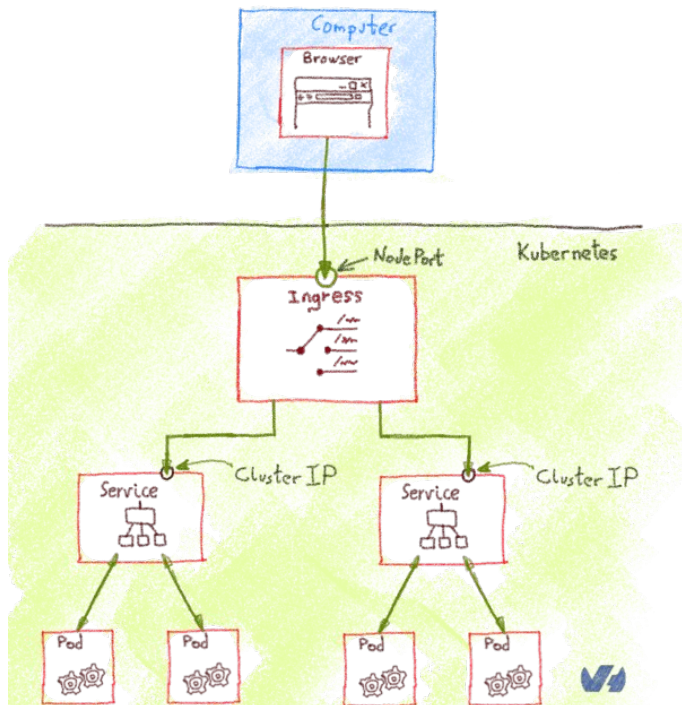 Computer
Browser
NodePort
Kubernetes
Ingress
Service
Cluster IP
Service
Cluster IP
Pod
Pod
Pod
Pod